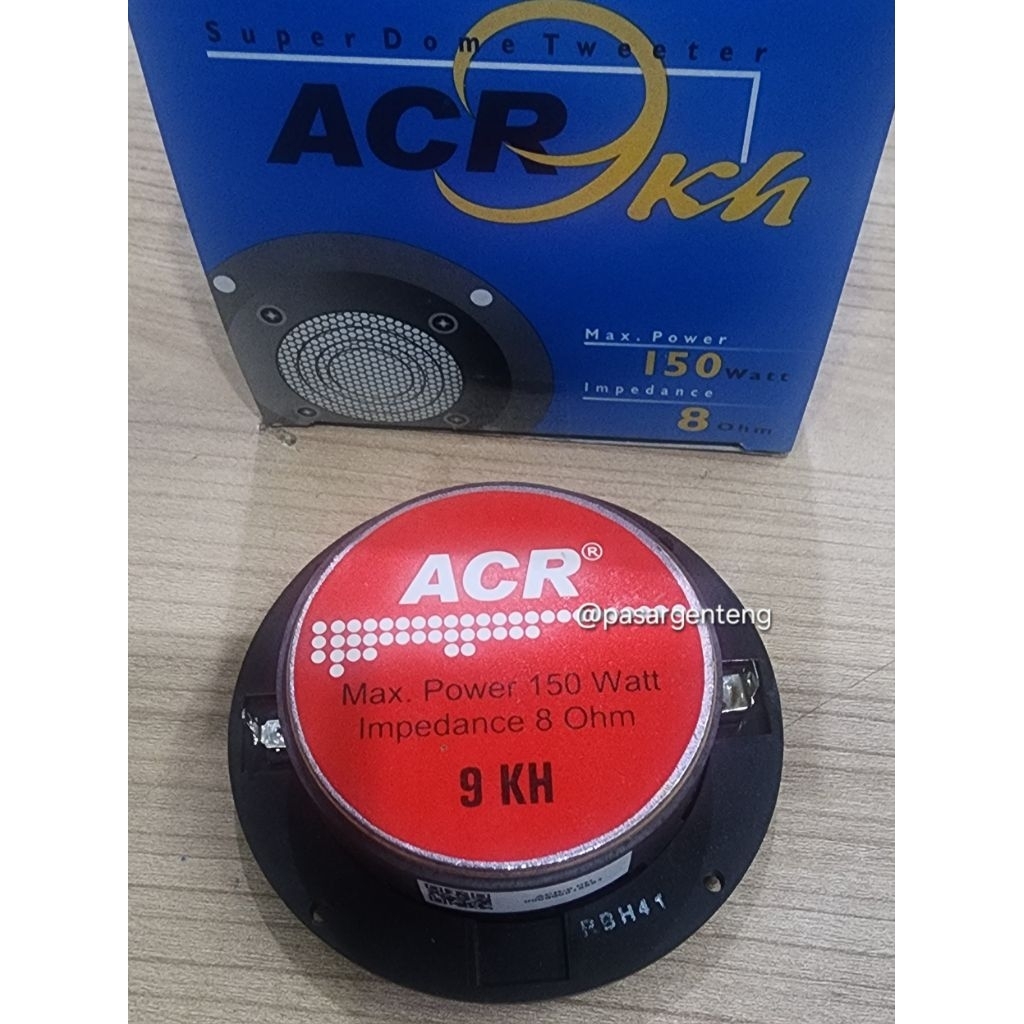 Super Dome Tweeter
ACR 9kh
Max. Power
150 Watt
Impedance
8 Ohm
ACR®
@pasargenteng
Max. Power 150 Watt
Impedance 8 Ohm
9 KH
RBH41